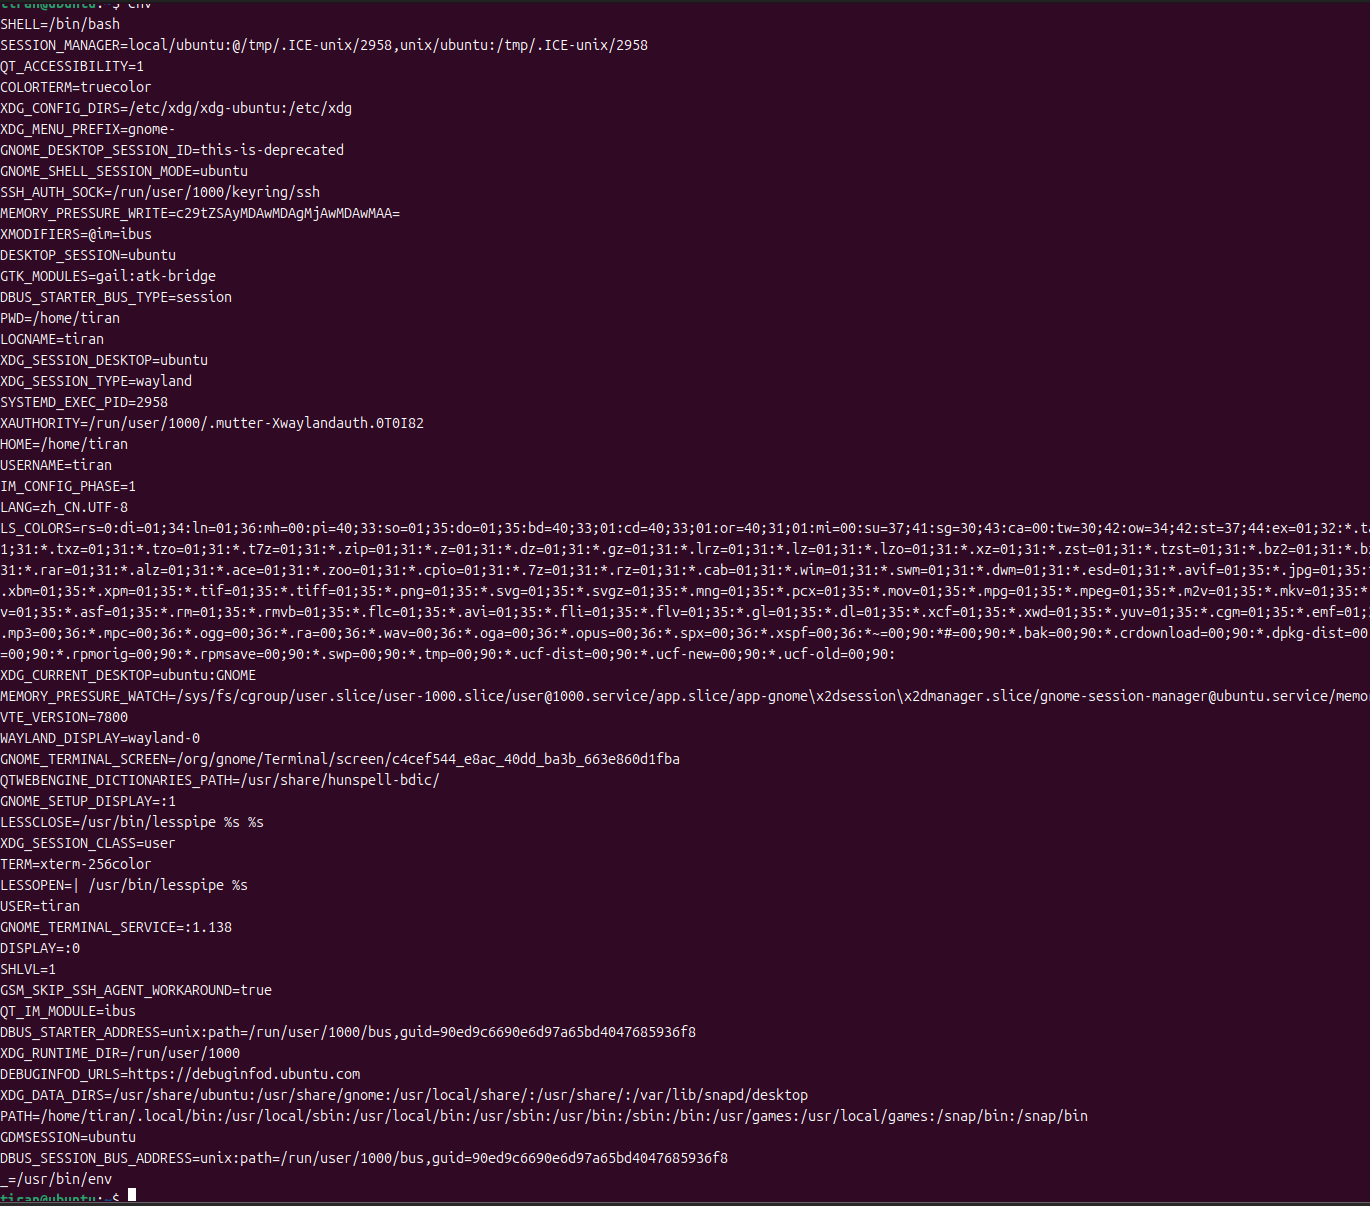 tiran@ubuntu:~$ env
SHELL=/bin/bash
SESSION_MANAGER=local/ubuntu:@/tmp/.ICE-unix/2958,unix/ubuntu:/tmp/.ICE-unix/2958
QT_ACCESSIBILITY=1
COLORTERM=truecolor
XDG_CONFIG_DIRS=/etc/xdg/xdg-ubuntu:/etc/xdg
XDG_MENU_PREFIX=gnome-
GNOME_DESKTOP_SESSION_ID=this-is-deprecated
GNOME_SHELL_SESSION_MODE=ubuntu
SSH_AUTH_SOCK=/run/user/1000/keyring/ssh
MEMORY_PRESSURE_WRITE=c29tZSAyMDAwMDAgMjAwMDAwMAA=
XMODIFIERS=@im=ibus
DESKTOP_SESSION=ubuntu
GTK_MODULES=gail:atk-bridge
DBUS_STARTER_BUS_TYPE=session
PWD=/home/tiran
LOGNAME=tiran
XDG_SESSION_DESKTOP=ubuntu
XDG_SESSION_TYPE=wayland
SYSTEMD_EXEC_PID=2958
XAUTHORITY=/run/user/1000/.mutter-Xwaylandauth.0T0I82
HOME=/home/tiran
USERNAME=tiran
IM_CONFIG_PHASE=1
LANG=zh_CN.UTF-8
LS_COLORS=rs=0:di=01;34:ln=01;36:mh=00:pi=40;33:so=01;35:do=01;35:bd=40;33;01:cd=40;33;01:or=40;31;01:mi=00:su=37;41:sg=30;43:ca=00:tw=30;42:ow=34;42:st=37;44:ex=01;32:*.ta
1;31:*.txz=01;31:*.tzo=01;31:*.t7z=01;31:*.zip=01;31:*.z=01;31:*.dz=01;31:*.gz=01;31:*.lrz=01;31:*.lz=01;31:*.lzo=01;31:*.xz=01;31:*.zst=01;31:*.tzst=01;31:*.bz2=01;31:*.bz
31:*.rar=01;31:*.alz=01;31:*.ace=01;31:*.zoo=01;31:*.cpio=01;31:*.7z=01;31:*.rz=01;31:*.cab=01;31:*.wim=01;31:*.swm=01;31:*.dwm=01;31:*.esd=01;31:*.avif=01;35:*.jpg=01;35:
.xbm=01;35:*.xpm=01;35:*.tif=01;35:*.tiff=01;35:*.png=01;35:*.svg=01;35:*.svgz=01;35:*.mng=01;35:*.pcx=01;35:*.mov=01;35:*.mpg=01;35:*.mpeg=01;35:*.m2v=01;35:*.mkv=01;35:*
v=01;35:*.asf=01;35:*.rm=01;35:*.rmvb=01;35:*.flc=01;35:*.avi=01;35:*.fli=01;35:*.flv=01;35:*.gl=01;35:*.dl=01;35:*.xcf=01;35:*.xwd=01;35:*.yuv=01;35:*.cgm=01;35:*.emf=01;
.mp3=00;36:*.mpc=00;36:*.ogg=00;36:*.ra=00;36:*.wav=00;36:*.oga=00;36:*.opus=00;36:*.spx=00;36:*.xspf=00;36:*~=00;90:*#=00;90:*.bak=00;90:*.crdownload=00;90:*.dpkg-dist=00
=00;90:*.rpmorig=00;90:*.rpmsave=00;90:*.swp=00;90:*.tmp=00;90:*.ucf-dist=00;90:*.ucf-new=00;90:*.ucf-old=00;90:
XDG_CURRENT_DESKTOP=ubuntu:GNOME
MEMORY_PRESSURE_WATCH=/sys/fs/cgroup/user.slice/user-1000.slice/user@1000.service/app.slice/app-gnome\x2dsession\x2dmanager.slice/gnome-session-manager@ubuntu.service/memo
VTE_VERSION=7800
WAYLAND_DISPLAY=wayland-0
GNOME_TERMINAL_SCREEN=/org/gnome/Terminal/screen/c4cef544_e8ac_40dd_ba3b_663e860d1fba
QTWEBENGINE_DICTIONARIES_PATH=/usr/share/hunspell-bdic/
GNOME_SETUP_DISPLAY=:1
LESSCLOSE=/usr/bin/lesspipe %s %s
XDG_SESSION_CLASS=user
TERM=xterm-256color
LESSOPEN=| /usr/bin/lesspipe %s
USER=tiran
GNOME_TERMINAL_SERVICE=:1.138
DISPLAY=:0
SHLVL=1
GSM_SKIP_SSH_AGENT_WORKAROUND=true
QT_IM_MODULE=ibus
DBUS_STARTER_ADDRESS=unix:path=/run/user/1000/bus,guid=90ed9c6690e6d97a65bd4047685936f8
XDG_RUNTIME_DIR=/run/user/1000
DEBUGINFOD_URLS=https://debuginfod.ubuntu.com
XDG_DATA_DIRS=/usr/share/ubuntu:/usr/share/gnome:/usr/local/share/:/usr/share/:/var/lib/snapd/desktop
PATH=/home/tiran/.local/bin:/usr/local/sbin:/usr/local/bin:/usr/sbin:/usr/bin:/sbin:/bin:/usr/games:/usr/local/games:/snap/bin:/snap/bin
GDMSESSION=ubuntu
DBUS_SESSION_BUS_ADDRESS=unix:path=/run/user/1000/bus,guid=90ed9c6690e6d97a65bd4047685936f8
_=/usr/bin/env
tiran@ubuntu:~$